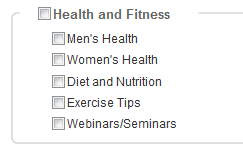 Health and Fitness
Men's Health
Women's Health
Diet and Nutrition
Exercise Tips
Webinars/Seminars